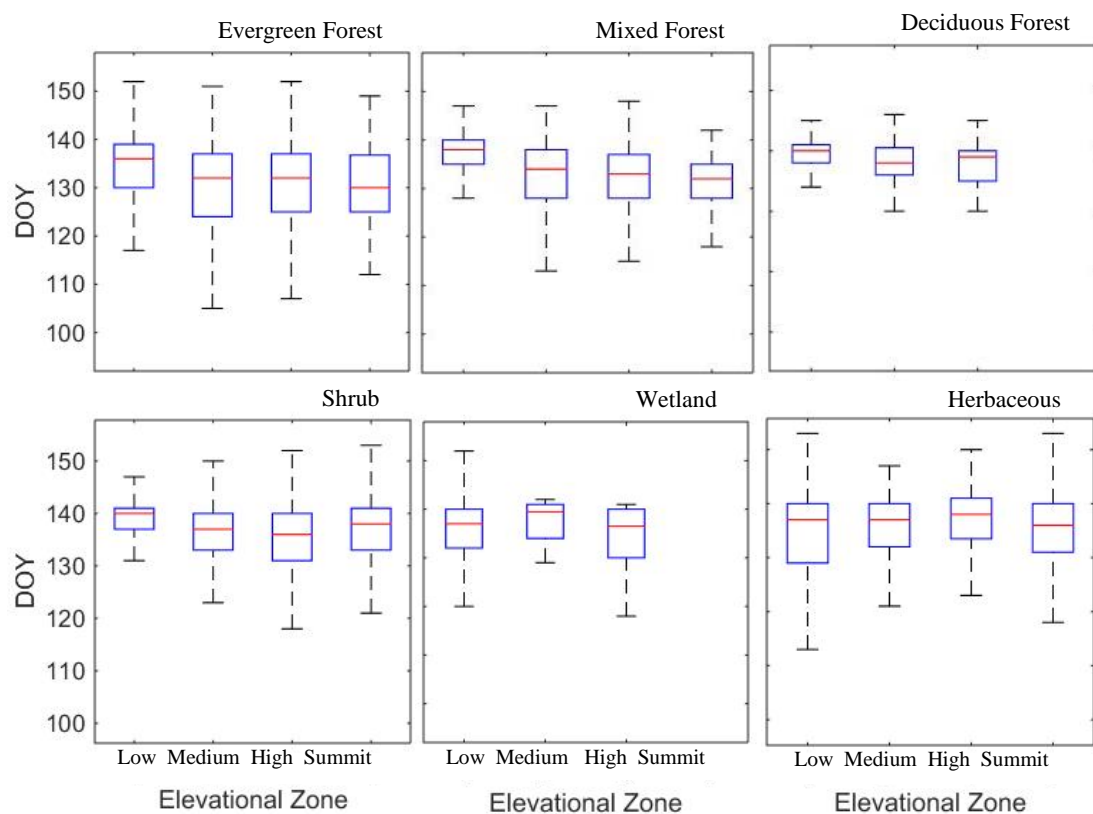 Evergreen Forest
Mixed Forest
Deciduous Forest
150
140
130
120
110
100
DOY
Shrub
Wetland
Herbaceous
150
140
130
120
110
100
DOY
Low Medium High Summit
Low Medium High Summit
Low Medium High Summit
Elevational Zone
Elevational Zone
Elevational Zone